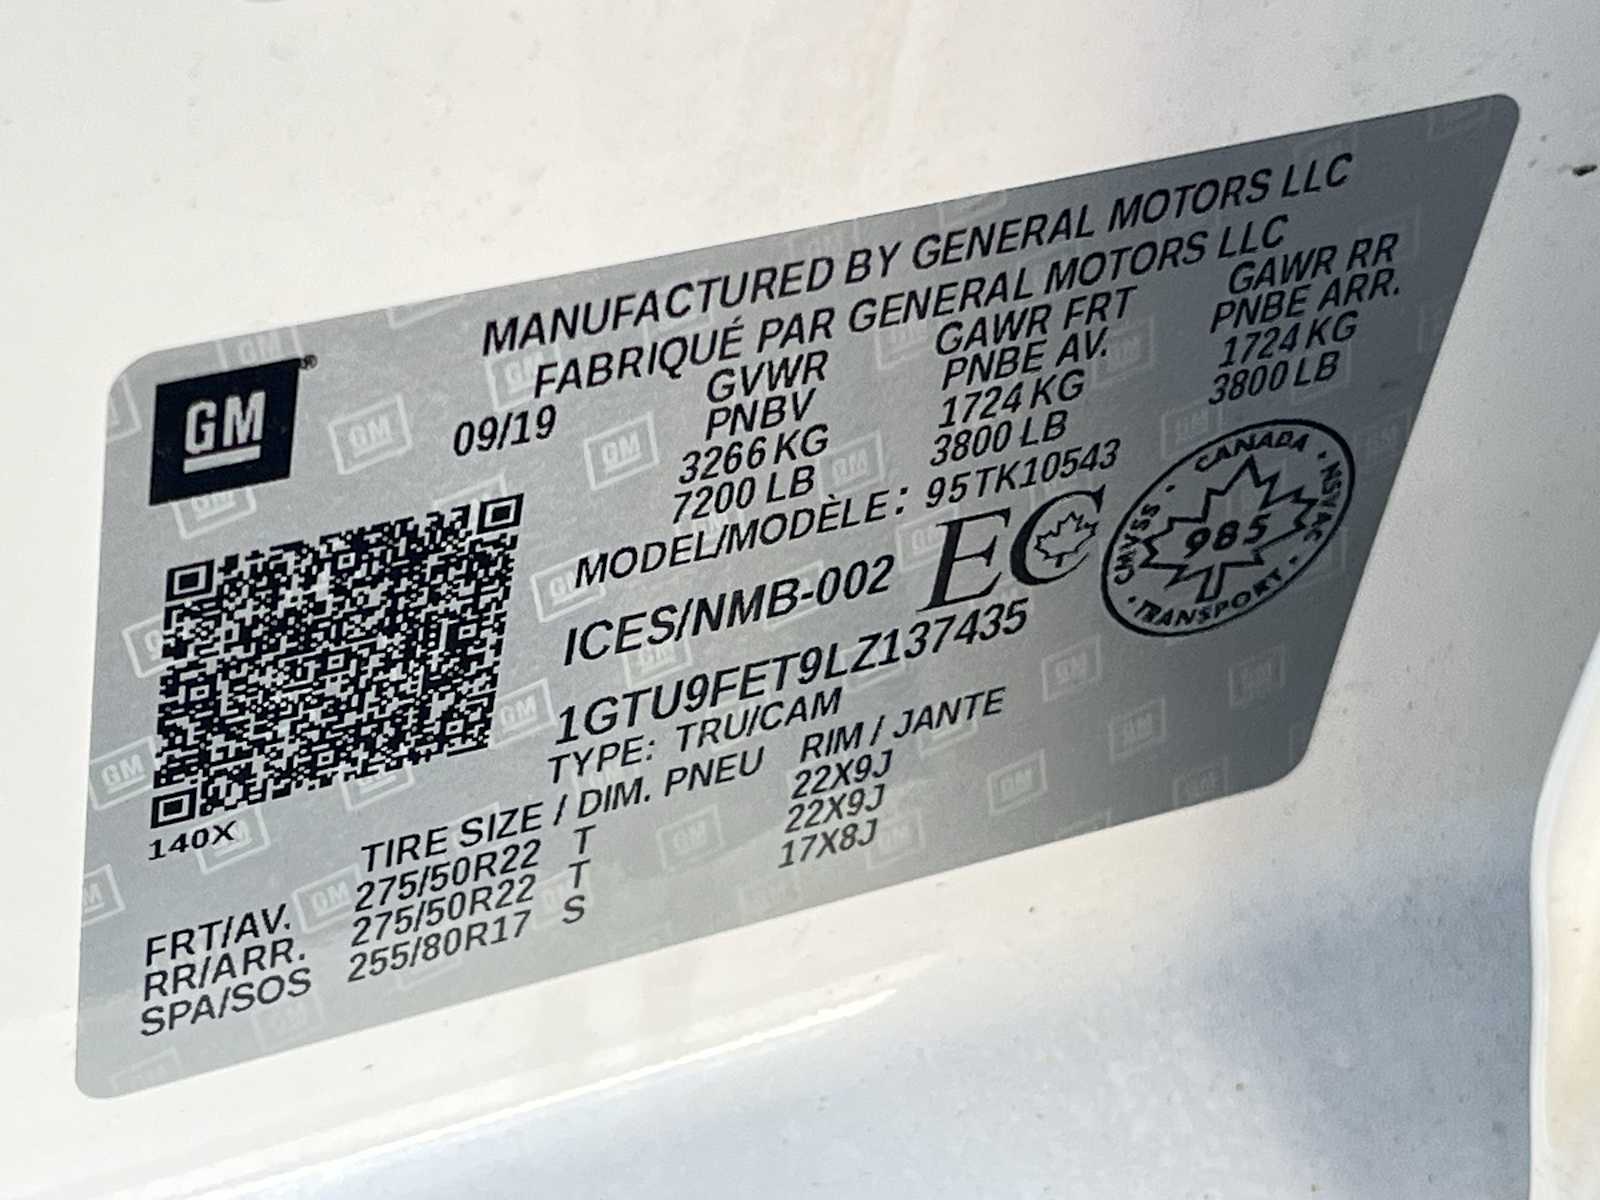 MANUFACTURED BY GENERAL MOTORS LLC
FABRIQUÉ PAR GENERAL MOTORS LLC
GM®
09/19 GVWR GAWR FRT GAWR RR
PNBV PNBE AV. PNBE ARR.
3266 KG 1724 KG 1724 KG
7200 LB 3800 LB 3800 LB
MODEL/MODÈLE: 95TK10543
ICES/NMB-002 EC
CANADA · NSVAC · TRANSPORT · CMVSS ·
985
1GTU9FET9LZ137435
TYPE: TRU/CAM
140X
TIRE SIZE / DIM. PNEU RIM / JANTE
FRT/AV. 275/50R22 T 22X9J
RR/ARR. 275/50R22 T 22X9J
SPA/SOS 255/80R17 S 17X8J